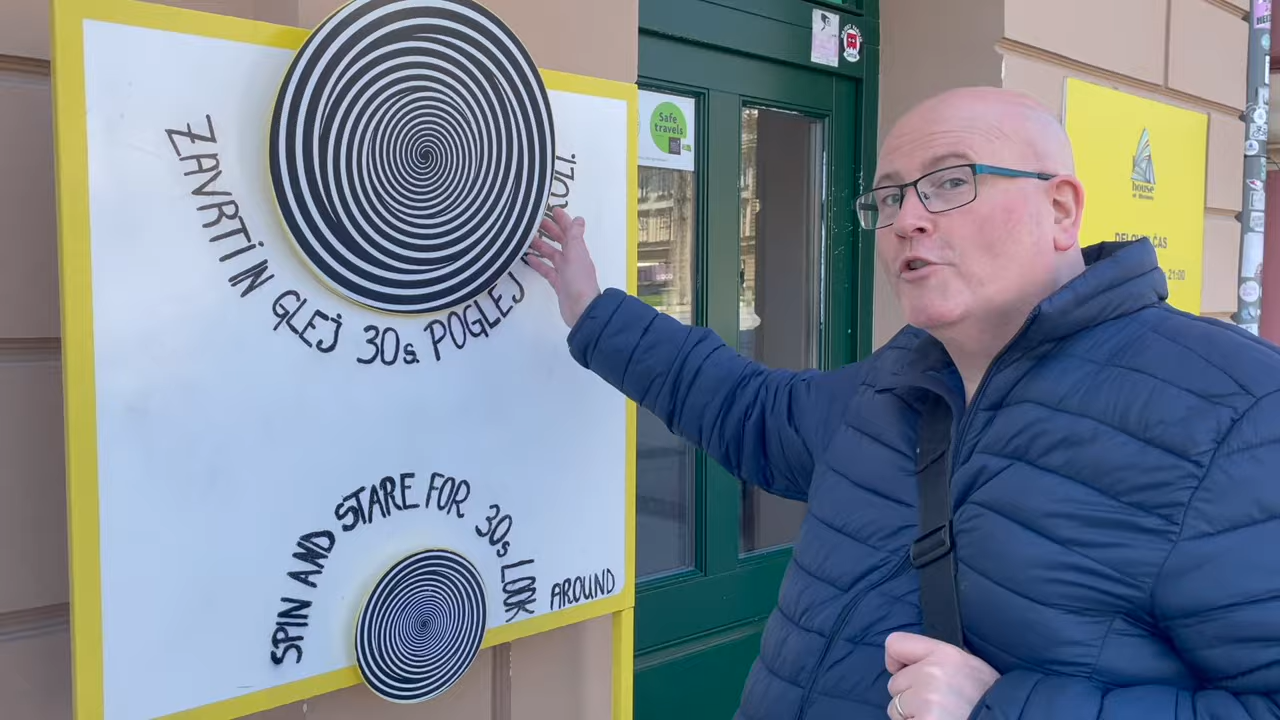 ZAVRTI IN GLEJ 30s. POGLEJ
SPIN AND STARE FOR 30s LOOK AROUND
Safe
travels
house
DELOVNI ČAS
21:00